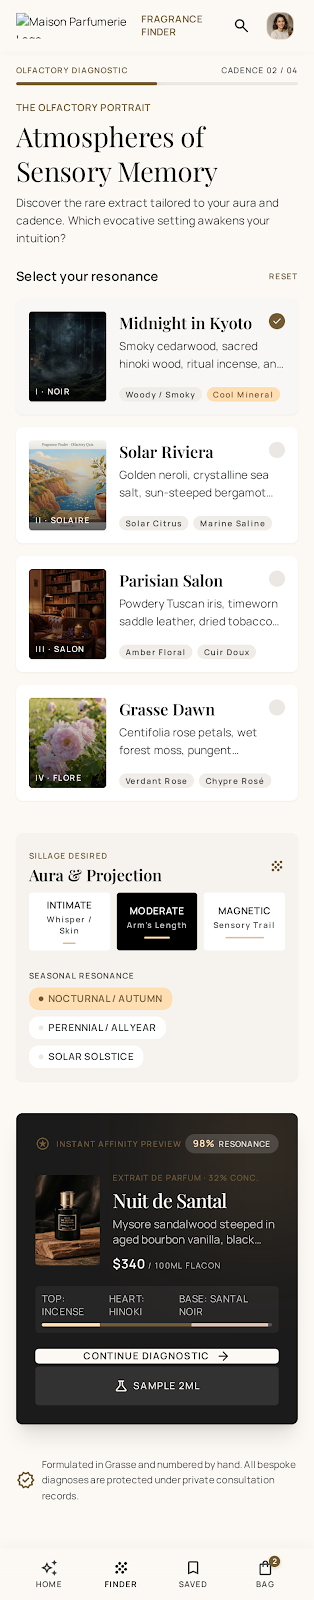 Maison Parfumerie
FRAGRANCE
FINDER
OLFACTORY DIAGNOSTIC
CADENCE 02 / 04
THE OLFACTORY PORTRAIT
Atmospheres of
Sensory Memory
Discover the rare extract tailored to your aura and
cadence. Which evocative setting awakens your
intuition?
Select your resonance
RESET
I · NOIR
Midnight in Kyoto
Smoky cedarwood, sacred
hinoki wood, ritual incense, an…
Woody / Smoky
Cool Mineral
II · SOLAIRE
Solar Riviera
Golden neroli, crystalline sea
salt, sun-steeped bergamot…
Solar Citrus
Marine Saline
III · SALON
Parisian Salon
Powdery Tuscan iris, timeworn
saddle leather, dried tobacco…
Amber Floral
Cuir Doux
IV · FLORE
Grasse Dawn
Centifolia rose petals, wet
forest moss, pungent…
Verdant Rose
Chypre Rosé
SILLAGE DESIRED
Aura & Projection
INTIMATE
Whisper /
Skin
MODERATE
Arm's Length
MAGNETIC
Sensory Trail
SEASONAL RESONANCE
NOCTURNAL / AUTUMN
PERENNIAL / ALL YEAR
SOLAR SOLSTICE
INSTANT AFFINITY PREVIEW
98% RESONANCE
EXTRAIT DE PARFUM · 32% CONC.
Nuit de Santal
Mysore sandalwood steeped in
aged bourbon vanilla, black…
$340 / 100ML FLACON
TOP:
INCENSE
HEART:
HINOKI
BASE: SANTAL
NOIR
CONTINUE DIAGNOSTIC
SAMPLE 2ML
Formulated in Grasse and numbered by hand. All bespoke
diagnoses are protected under private consultation
records.
2
HOME
FINDER
SAVED
BAG